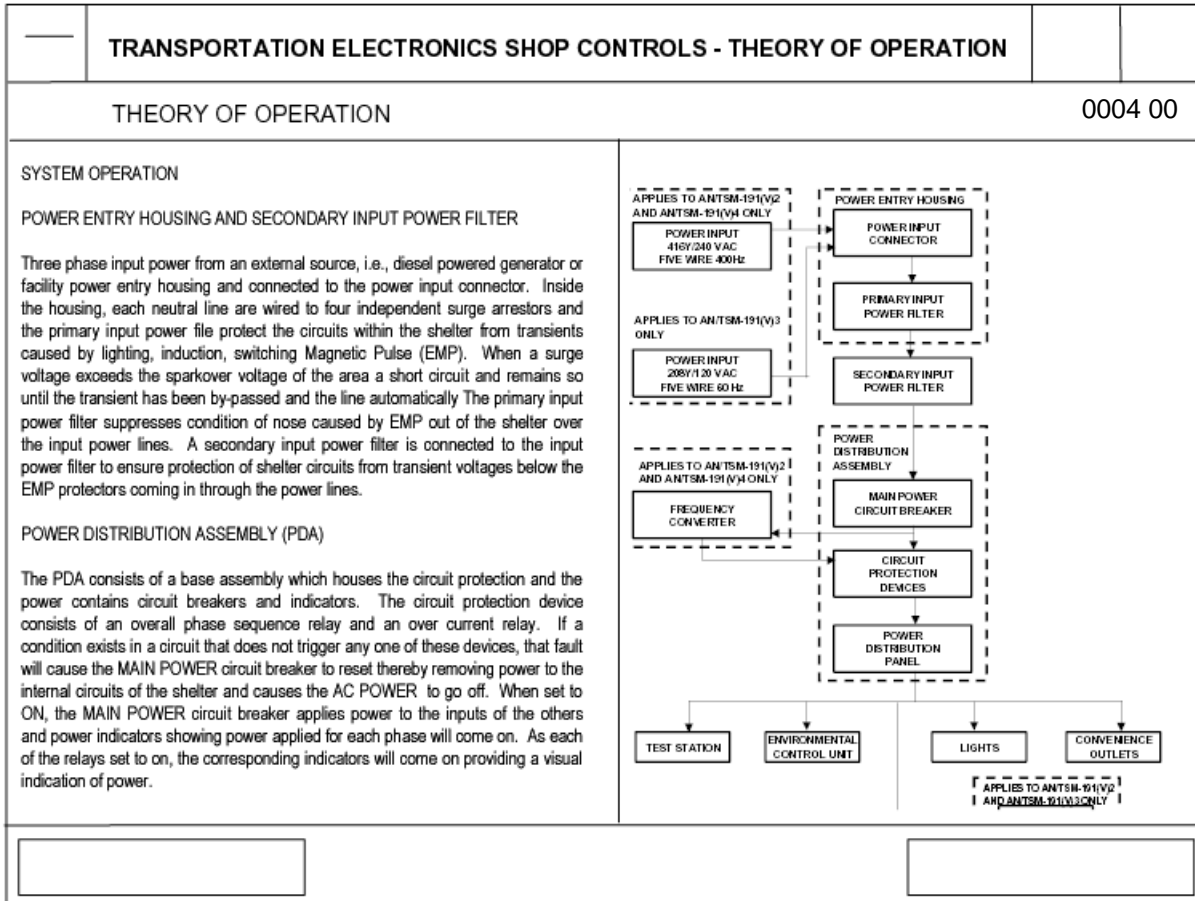 TRANSPORTATION ELECTRONICS SHOP CONTROLS - THEORY OF OPERATION
THEORY OF OPERATION
0004 00
SYSTEM OPERATION
POWER ENTRY HOUSING AND SECONDARY INPUT POWER FILTER
Three phase input power from an external source, i.e., diesel powered generator or
facility power entry housing and connected to the power input connector. Inside
the housing, each neutral line are wired to four independent surge arrestors and
the primary input power file protect the circuits within the shelter from transients
caused by lighting, induction, switching Magnetic Pulse (EMP). When a surge
voltage exceeds the sparkover voltage of the area a short circuit and remains so
until the transient has been by-passed and the line automatically The primary input
power filter suppresses condition of nose caused by EMP out of the shelter over
the input power lines. A secondary input power filter is connected to the input
power filter to ensure protection of shelter circuits from transient voltages below the
EMP protectors coming in through the power lines.
POWER DISTRIBUTION ASSEMBLY (PDA)
The PDA consists of a base assembly which houses the circuit protection and the
power contains circuit breakers and indicators. The circuit protection device
consists of an overall phase sequence relay and an over current relay. If a
condition exists in a circuit that does not trigger any one of these devices, that fault
will cause the MAIN POWER circuit breaker to reset thereby removing power to the
internal circuits of the shelter and causes the AC POWER to go off. When set to
ON, the MAIN POWER circuit breaker applies power to the inputs of the others
and power indicators showing power applied for each phase will come on. As each
of the relays set to on, the corresponding indicators will come on providing a visual
indication of power.
APPLIES TO AN/TSM-191(V)2
AND AN/TSM-191(V)4 ONLY
POWER INPUT
416Y/240 VAC
FIVE WIRE 400Hz
APPLIES TO AN/TSM-191(V)3
ONLY
POWER INPUT
208Y/120 VAC
FIVE WIRE 60 Hz
POWER ENTRY HOUSING
POWER INPUT
CONNECTOR
PRIMARY INPUT
POWER FILTER
SECONDARY INPUT
POWER FILTER
POWER
DISTRIBUTION
ASSEMBLY
APPLIES TO AN/TSM-191(V)2
AND AN/TSM-191(V)4 ONLY
FREQUENCY
CONVERTER
MAIN POWER
CIRCUIT BREAKER
CIRCUIT
PROTECTION
DEVICES
POWER
DISTRIBUTION
PANEL
TEST STATION
ENVIRONMENTAL
CONTROL UNIT
LIGHTS
CONVENIENCE
OUTLETS
APPLIES TO AN/TSM-191(V)2
AND AN/TSM-191(V)3 ONLY